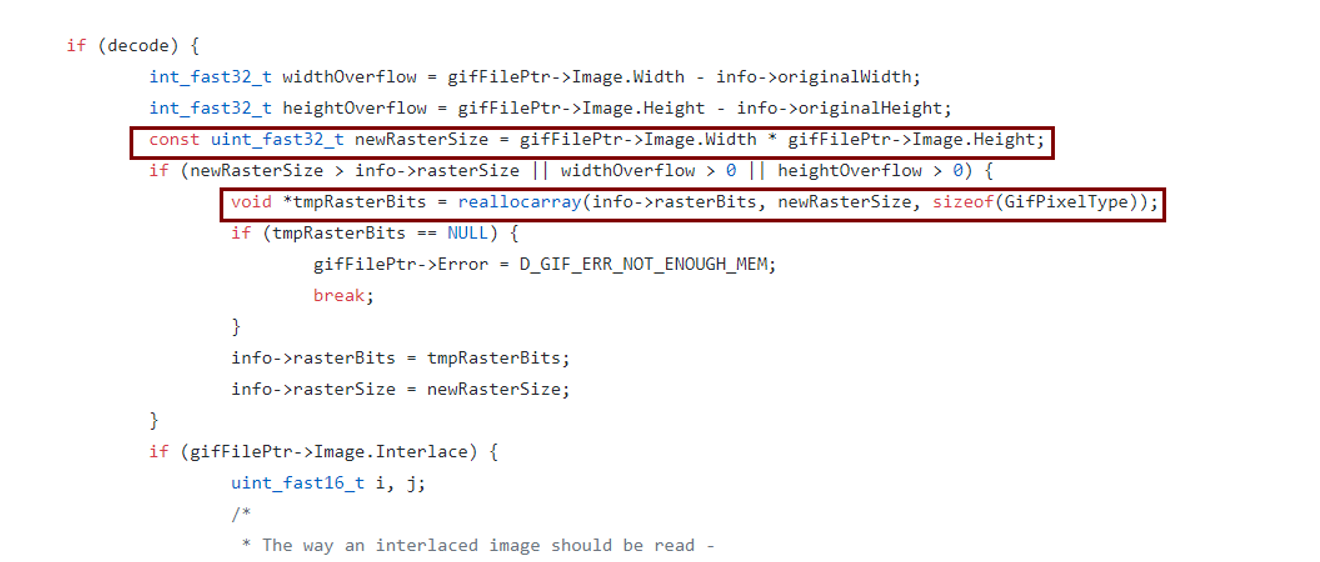 if (decode) {
int_fast32_t widthOverflow = gifFilePtr->Image.Width - info->originalWidth;
int_fast32_t heightOverflow = gifFilePtr->Image.Height - info->originalHeight;
const uint_fast32_t newRasterSize = gifFilePtr->Image.Width * gifFilePtr->Image.Height;
if (newRasterSize > info->rasterSize || widthOverflow > 0 || heightOverflow > 0) {
void *tmpRasterBits = reallocarray(info->rasterBits, newRasterSize, sizeof(GifPixelType));
if (tmpRasterBits == NULL) {
gifFilePtr->Error = D_GIF_ERR_NOT_ENOUGH_MEM;
break;
}
info->rasterBits = tmpRasterBits;
info->rasterSize = newRasterSize;
}
if (gifFilePtr->Image.Interlace) {
uint_fast16_t i, j;
/*
* The way an interlaced image should be read -